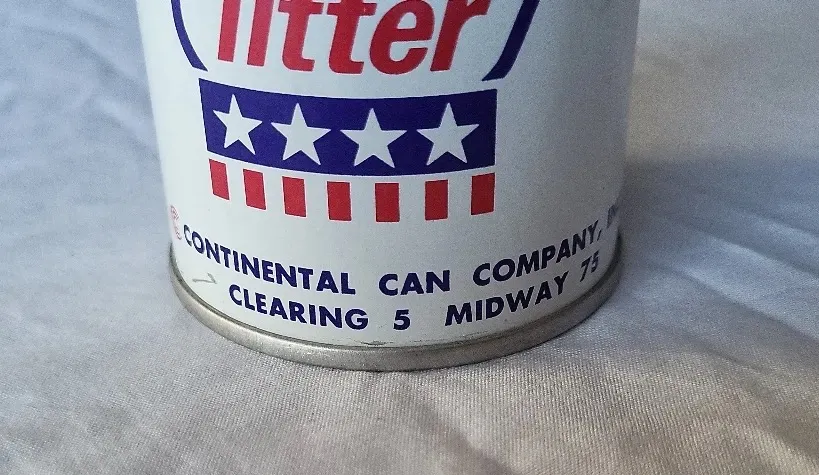 litter
CONTINENTAL CAN COMPANY,
CLEARING 5 MIDWAY 75